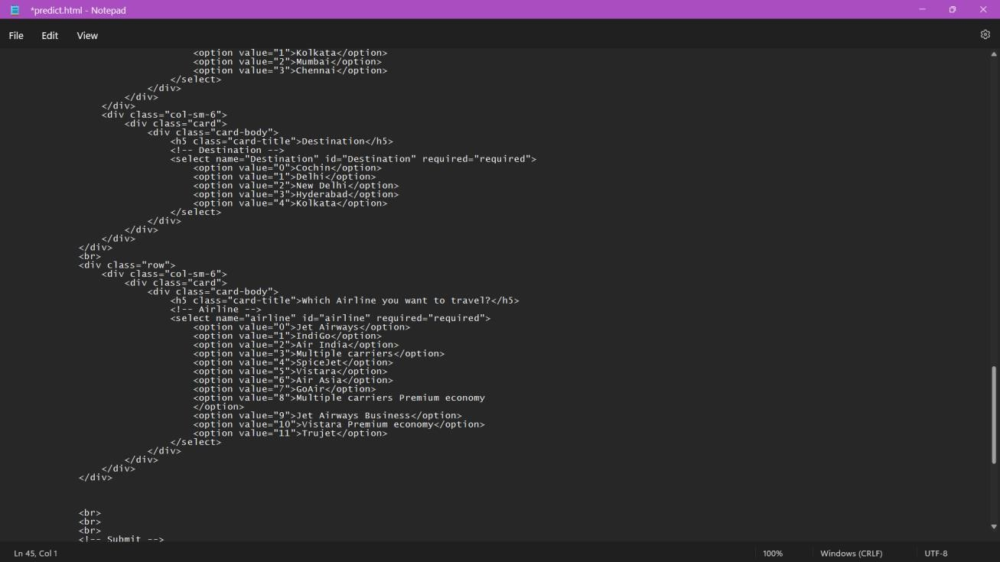 *predict.html - Notepad
File Edit View
<option value="1">Kolkata</option>
<option value="2">Mumbai</option>
<option value="3">Chennai</option>
</select>
</div>
</div>
</div>
<div class="col-sm-6">
<div class="card">
<div class="card-body">
<h5 class="card-title">Destination</h5>
<!-- Destination -->
<select name="Destination" id="Destination" required="required">
<option value="0">Cochin</option>
<option value="1">Delhi</option>
<option value="2">New Delhi</option>
<option value="3">Hyderabad</option>
<option value="4">Kolkata</option>
</select>
</div>
</div>
</div>
</div>
<br>
<div class="row">
<div class="col-sm-6">
<div class="card">
<div class="card-body">
<h5 class="card-title">Which Airline you want to travel?</h5>
<!-- Airline -->
<select name="airline" id="airline" required="required">
<option value="0">Jet Airways</option>
<option value="1">IndiGo</option>
<option value="2">Air India</option>
<option value="3">Multiple carriers</option>
<option value="4">SpiceJet</option>
<option value="5">Vistara</option>
<option value="6">Air Asia</option>
<option value="7">GoAir</option>
<option value="8">Multiple carriers Premium economy
</option>
<option value="9">Jet Airways Business</option>
<option value="10">Vistara Premium economy</option>
<option value="11">Trujet</option>
</select>
</div>
</div>
</div>
</div>
<br>
<br>
<br>
<!-- Submit -->
Ln 45, Col 1 100% Windows (CRLF) UTF-8